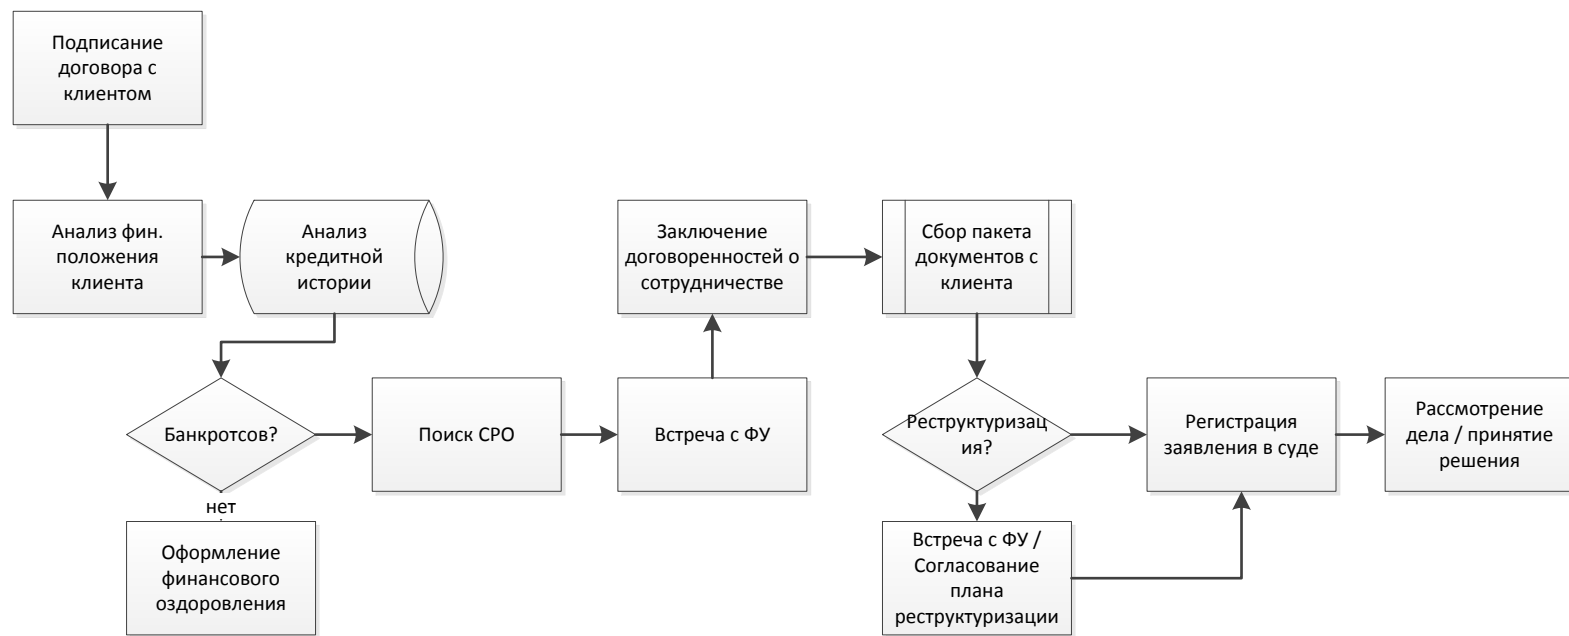 Подписание
договора с
клиентом
Анализ фин.
положения
клиента
Анализ
кредитной
истории
Заключение
договоренностей о
сотрудничестве
Сбор пакета
документов с
клиента
Банкротсов?
Поиск СРО
Встреча с ФУ
Реструктуризац
ия?
Регистрация
заявления в суде
Рассмотрение
дела / принятие
решения
нет
Оформление
финансового
оздоровления
Встреча с ФУ /
Согласование
плана
реструктуризации